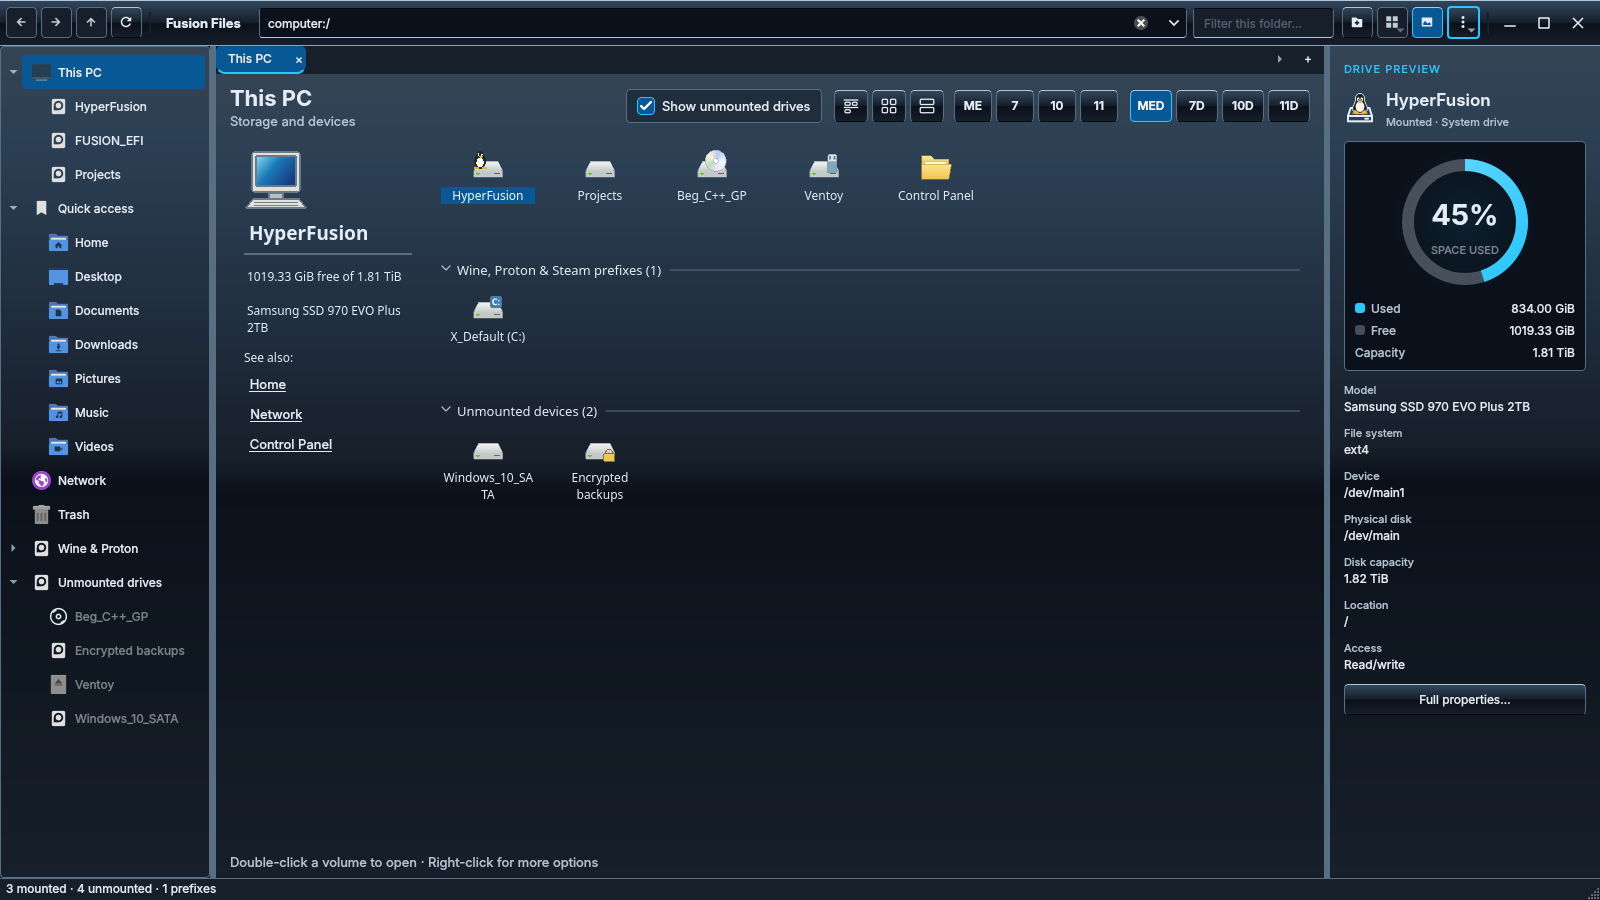 Fusion Files
computer:/
Filter this folder...
This PC
HyperFusion
FUSION_EFI
Projects
Quick access
Home
Desktop
Documents
Downloads
Pictures
Music
Videos
Network
Trash
Wine & Proton
Unmounted drives
Beg_C++_GP
Encrypted backups
Ventoy
Windows_10_SATA
This PC
This PC
Storage and devices
Show unmounted drives
ME
7
10
11
MED
7D
10D
11D
HyperFusion
1019.33 GiB free of 1.81 TiB
Samsung SSD 970 EVO Plus
2TB
See also:
Home
Network
Control Panel
HyperFusion
Projects
Beg_C++_GP
Ventoy
Control Panel
Wine, Proton & Steam prefixes (1)
C:
X_Default (C:)
Unmounted devices (2)
Windows_10_SA
TA
Encrypted
backups
Double-click a volume to open · Right-click for more options
DRIVE PREVIEW
HyperFusion
Mounted · System drive
45%
SPACE USED
Used 834.00 GiB
Free 1019.33 GiB
Capacity 1.81 TiB
Model
Samsung SSD 970 EVO Plus 2TB
File system
ext4
Device
/dev/main1
Physical disk
/dev/main
Disk capacity
1.82 TiB
Location
/
Access
Read/write
Full properties...
3 mounted · 4 unmounted · 1 prefixes